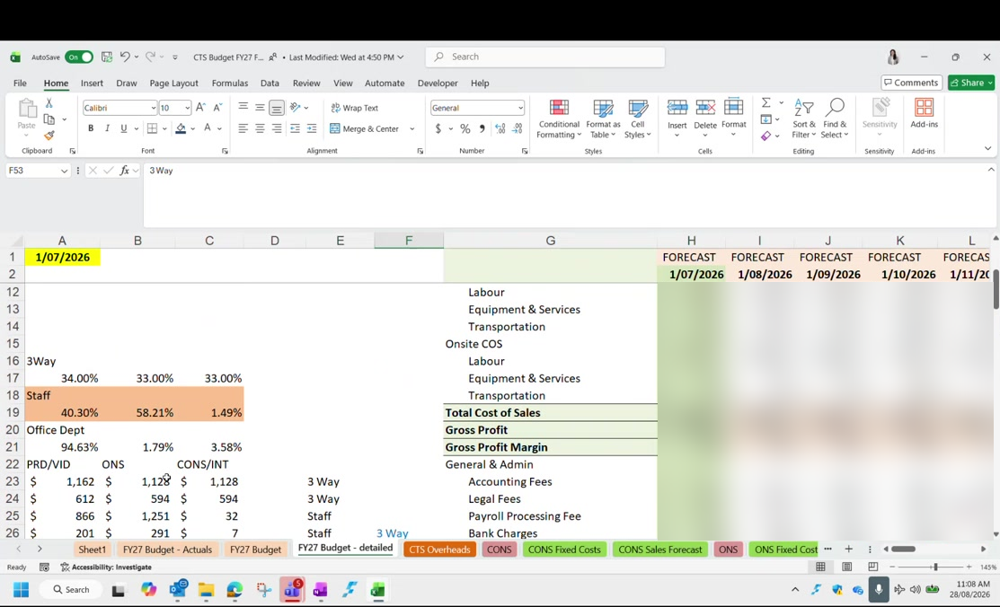 AutoSave On CTS Budget FY27 F... • Last Modified: Wed at 4:50 PM Search
File Home Insert Draw Page Layout Formulas Data Review View Automate Developer Help Comments Share
Paste Calibri 10 Wrap Text General Conditional Formatting Format as Table Cell Styles Insert Delete Format Sort & Filter Find & Select Sensitivity Add-ins
B I U A Merge & Center $ % 9
Clipboard Font Alignment Number Styles Cells Editing Sensitivity Add-ins
F53 fx 3 Way
A B C D E F G H I J K L
1 1/07/2026 FORECAST FORECAST FORECAST FORECAST FORECAS
2 1/07/2026 1/08/2026 1/09/2026 1/10/2026 1/11/20
12 Labour
13 Equipment & Services
14 Transportation
15 Onsite COS
16 3Way Labour
17 34.00% 33.00% 33.00% Equipment & Services
18 Staff Transportation
19 40.30% 58.21% 1.49% Total Cost of Sales
20 Office Dept Gross Profit
21 94.63% 1.79% 3.58% Gross Profit Margin
22 PRD/VID ONS CONS/INT General & Admin
23 $ 1,162 $ 1,128 $ 1,128 3 Way Accounting Fees
24 $ 612 $ 594 $ 594 3 Way Legal Fees
25 $ 866 $ 1,251 $ 32 Staff Payroll Processing Fee
26 $ 201 $ 291 $ 7 Staff 3 Way Bank Charges
Sheet1 FY27 Budget - Actuals FY27 Budget FY27 Budget - detailed CTS Overheads CONS CONS Fixed Costs CONS Sales Forecast ONS ONS Fixed Cost ...
Ready Accessibility: Investigate 145%
Search 5 11:08 AM
28/08/2026